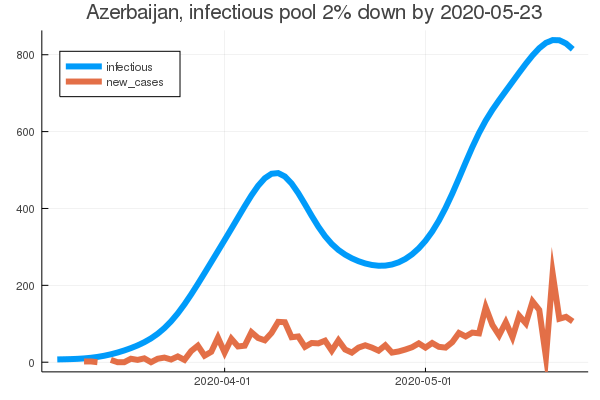 Azerbaijan, infectious pool 2% down by 2020-05-23
infectious
new_cases
800
600
400
200
0
2020-04-01
2020-05-01